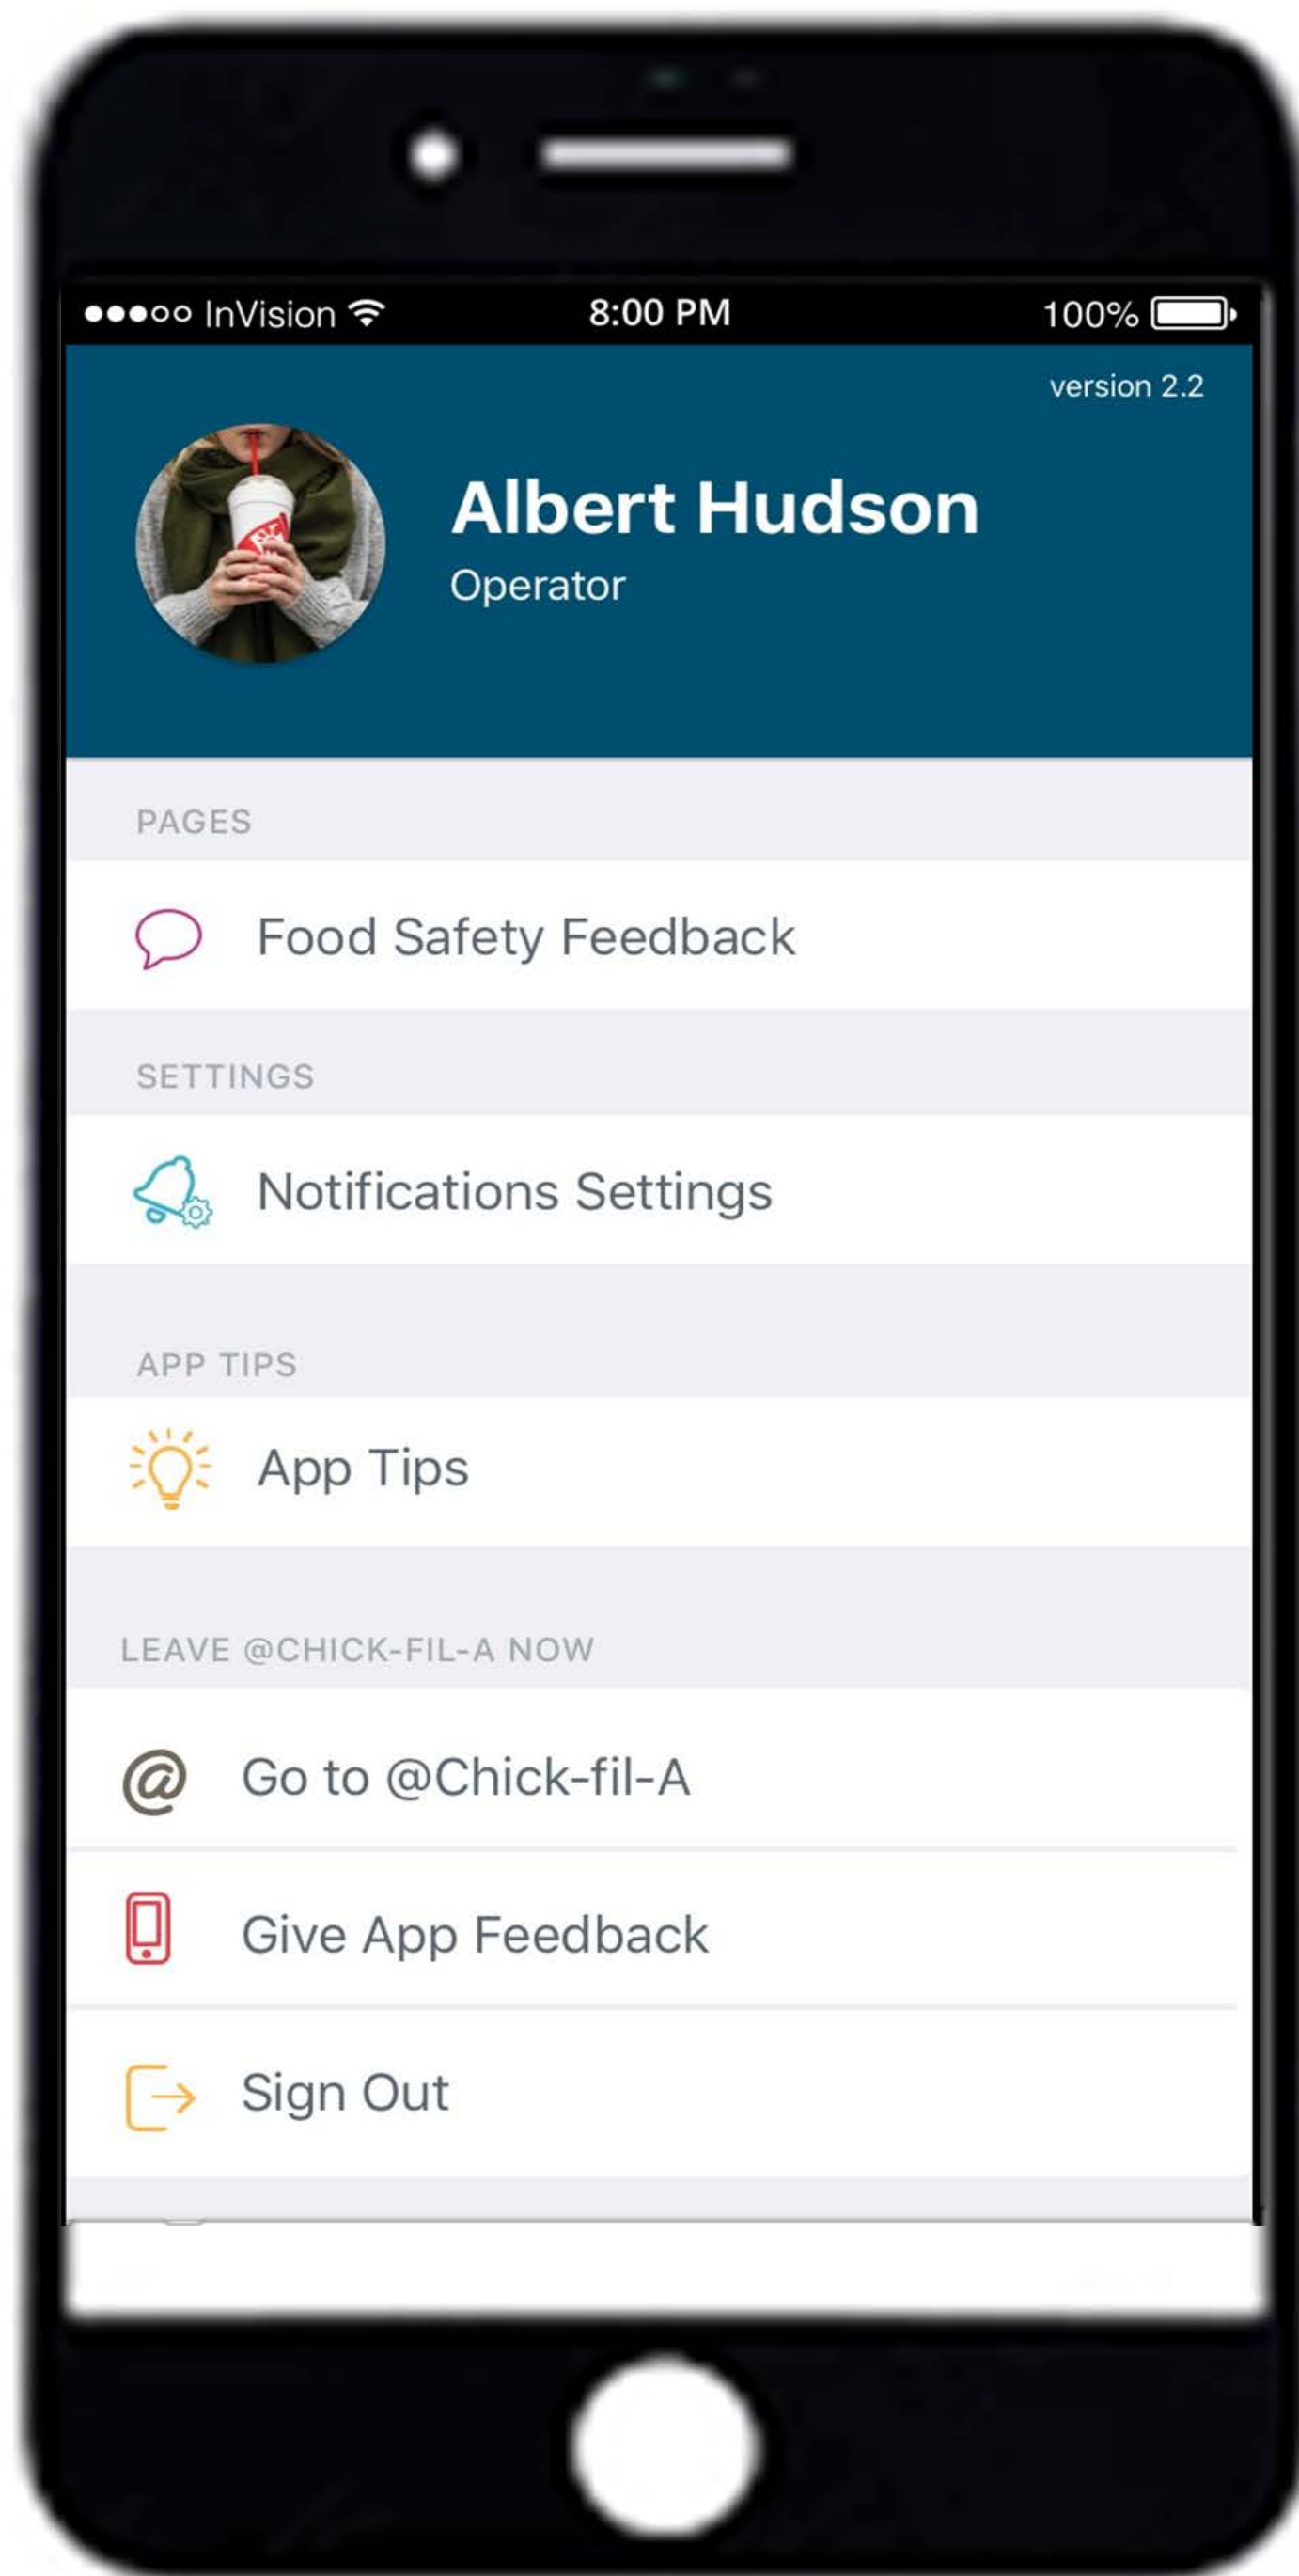 InVision 8:00 PM 100%
version 2.2
Albert Hudson
Operator
PAGES
Food Safety Feedback
SETTINGS
Notifications Settings
APP TIPS
App Tips
LEAVE @CHICK-FIL-A NOW
@ Go to @Chick-fil-A
Give App Feedback
Sign Out